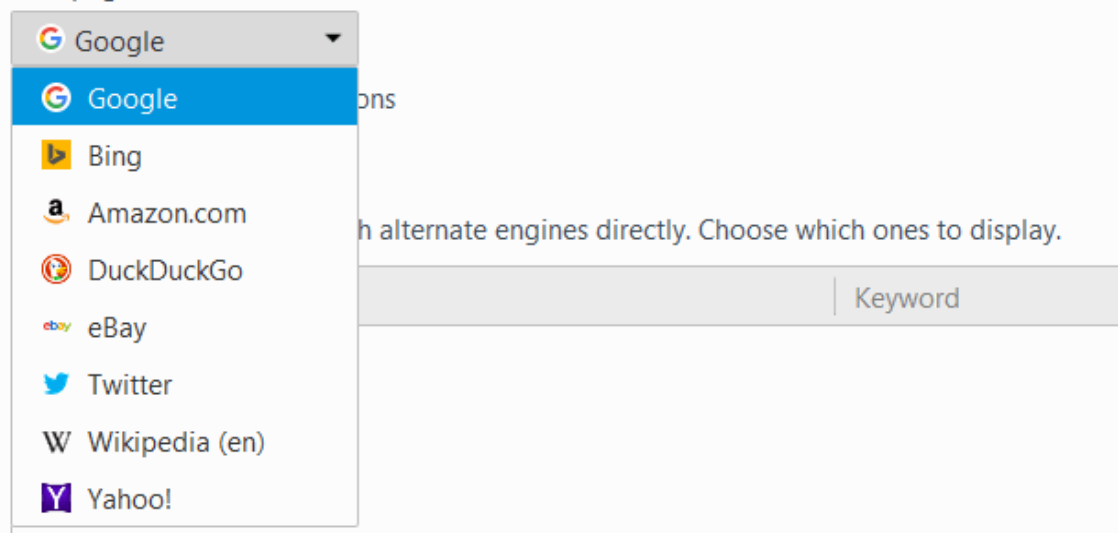 Google
Google
ons
Bing
Amazon.com
h alternate engines directly. Choose which ones to display.
DuckDuckGo
Keyword
eBay
Twitter
Wikipedia (en)
Yahoo!